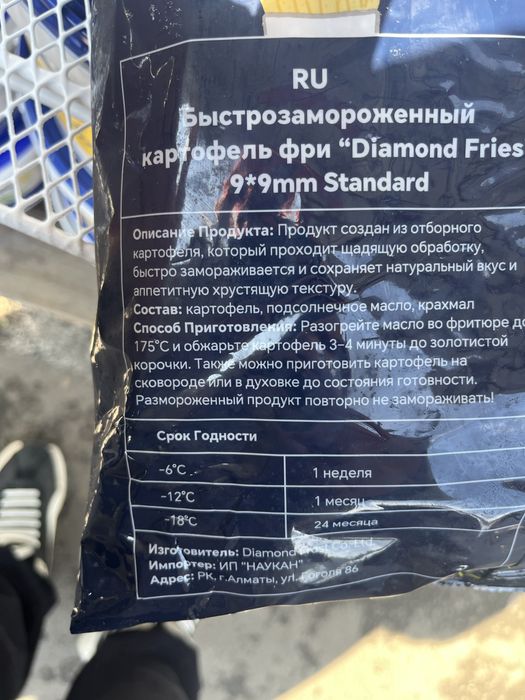 RU
Быстрозамороженный
картофель фри “Diamond Fries
9*9mm Standard
Описание Продукта: Продукт создан из отборного
картофеля, который проходит щадящую обработку,
быстро замораживается и сохраняет натуральный вкус и
аппетитную хрустящую текстуру.
Состав: картофель, подсолнечное масло, крахмал
Способ Приготовления: Разогрейте масло во фритюре до
175°C и обжарьте картофель 3-4 минуты до золотистой
корочки. Также можно приготовить картофель на
сковороде или в духовке до состояния готовности.
Размороженный продукт повторно не замораживать!
Срок Годности
-6°C 1 неделя
-12°C 1 месяц
-18°C 24 месяца
Изготовитель: Diamond Co. Ltd.
Импортер: ИП "НАУКАН"
Адрес: РК, г.Алматы, ул. Гоголя 86